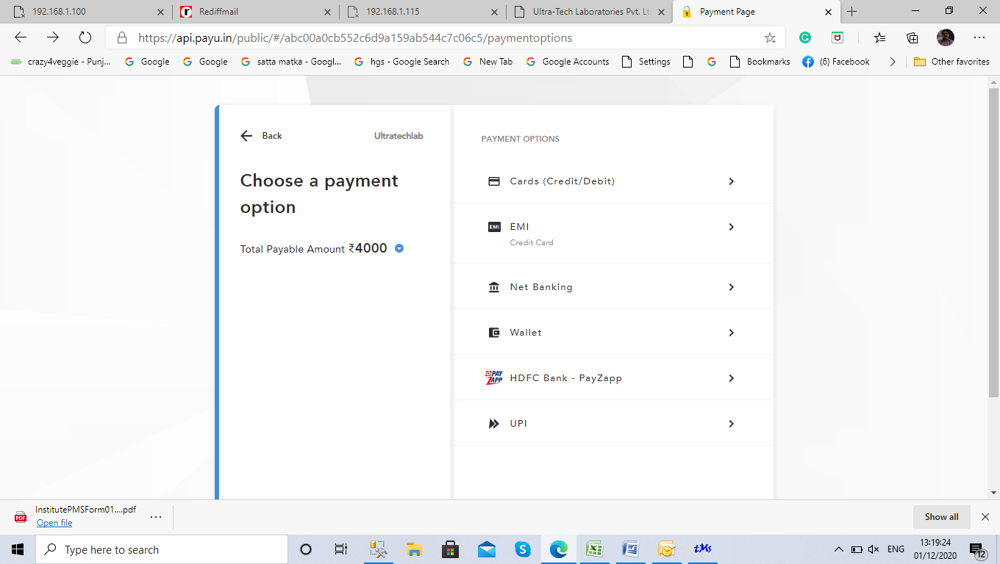 192.168.1.100
Rediffmail
192.168.1.115
Ultra-Tech Laboratories Pvt. Lt
Payment Page
https://api.payu.in/public/#/abc00a0cb552c6d9a159ab544c7c06c5/paymentoptions
crazy4veggie - Punj...
Google
Google
satta matka - Googl...
hgs - Google Search
New Tab
Google Accounts
Settings
Bookmarks
(6) Facebook
Other favorites
Back
Ultratechlab
Choose a payment
option
Total Payable Amount ₹4000
PAYMENT OPTIONS
Cards (Credit/Debit)
EMI
EMI
Credit Card
Net Banking
Wallet
PAY
ZAPP
HDFC Bank - PayZapp
UPI
PDF
InstitutePMSForm01....pdf
Open file
Show all
Type here to search
tMs
ENG
13:19:24
01/12/2020
12